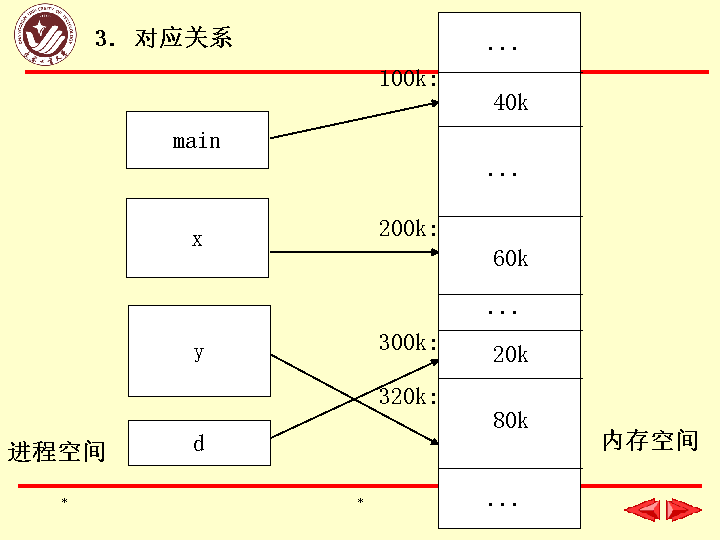 3. 对应关系
...
100k:
40k
main
...
x
200k:
60k
...
y
300k:
20k
320k:
80k
d
进程空间
内存空间
*
*
...